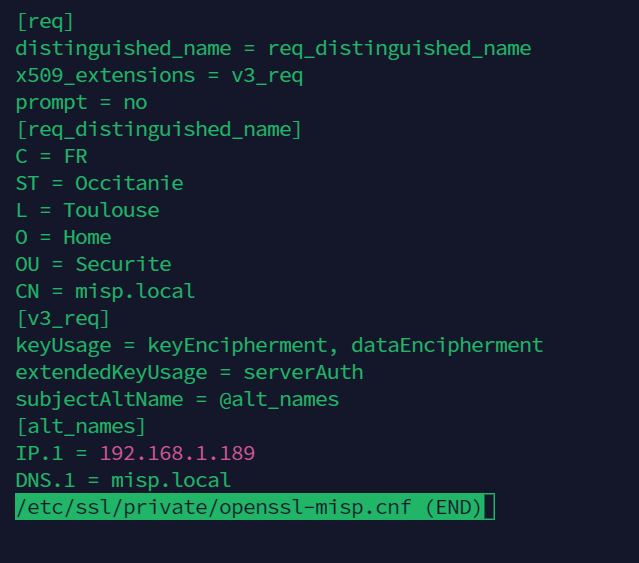 [req]
distinguished_name = req_distinguished_name
x509_extensions = v3_req
prompt = no
[req_distinguished_name]
C = FR
ST = Occitanie
L = Toulouse
O = Home
OU = Securite
CN = misp.local
[v3_req]
keyUsage = keyEncipherment, dataEncipherment
extendedKeyUsage = serverAuth
subjectAltName = @alt_names
[alt_names]
IP.1 = 192.168.1.189
DNS.1 = misp.local
/etc/ssl/private/openssl-misp.cnf (END)